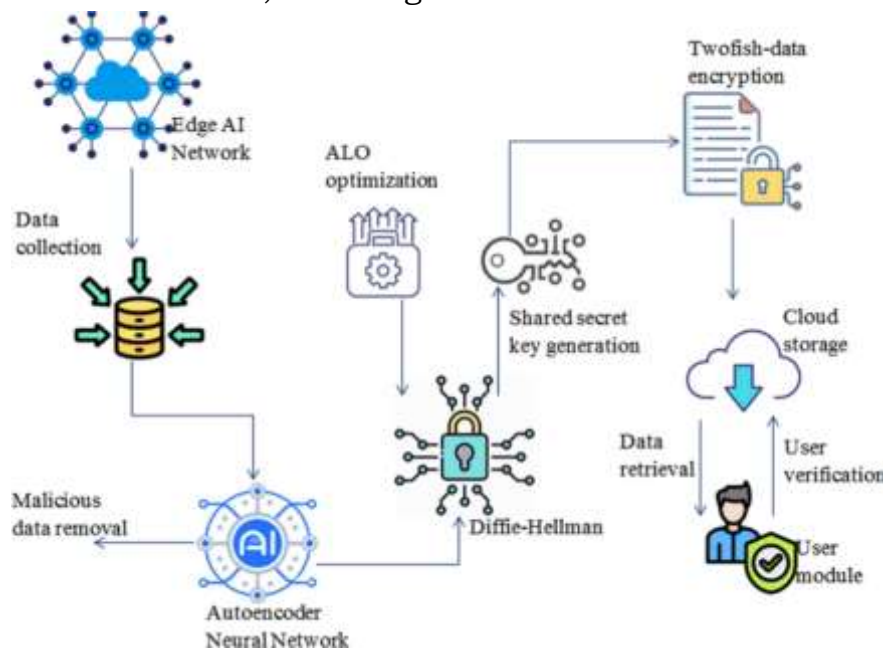 Twofish-data
encryption
Edge AI
Network
ALO
optimization
Data
collection
Shared secret
key generation
Cloud
storage
Data
retrieval
User
verification
Malicious
data removal
AI
Diffie-Hellman
User
module
Autoencoder
Neural Network